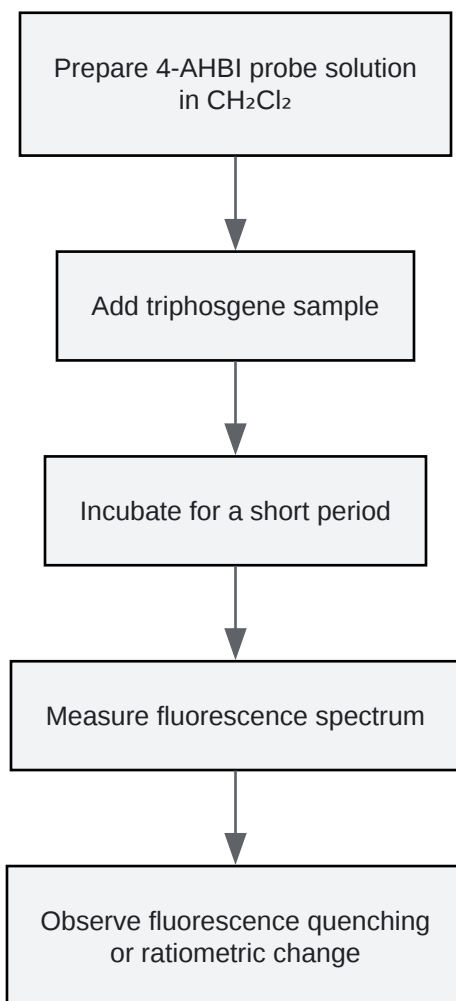 Prepare 4-AHBI probe solution
in CH₂Cl₂
Add triphosgene sample
Incubate for a short period
Measure fluorescence spectrum
Observe fluorescence quenching
or ratiometric change